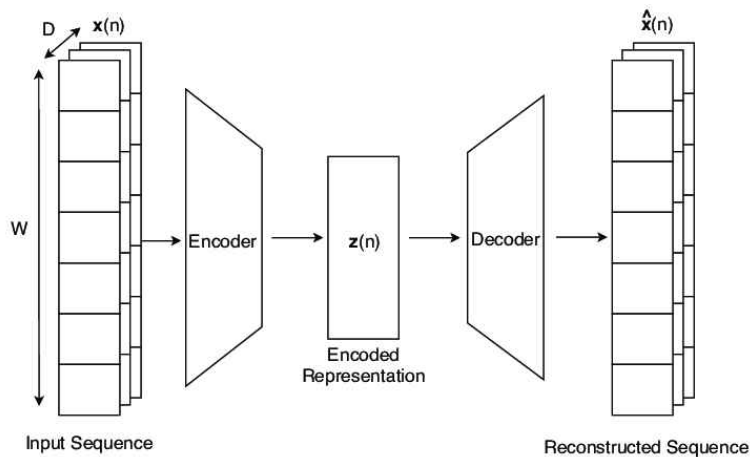 D
x(n)
x̂(n)
W
Encoder
z(n)
Decoder
Encoded
Representation
Input Sequence
Reconstructed Sequence